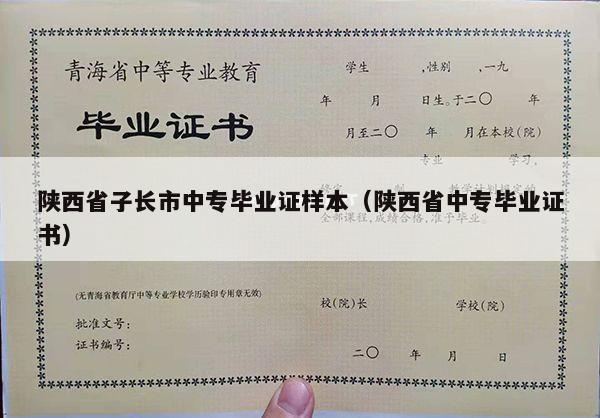 青海省中等专业教育
毕业证书
学生 ,性别 ,一九
年 月 日生。于二〇 年
月至二〇 年 月在本校(院)
专业 学习,
陕西省子长市中专毕业证样本（陕西省中专毕业证
书）
全部课程,成绩合格,准予毕业。
(无青海省教育厅中等专业学校学历验印专用章无效)
批准文号:
证书编号:
校(院)长 学校(院)
二〇 年 月 日